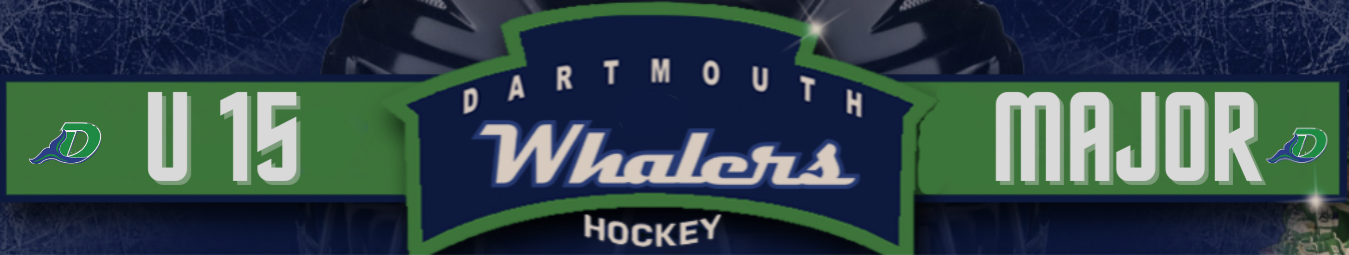 DARTMOUTH
Whalers
HOCKEY
U 15
MAJOR
D
D